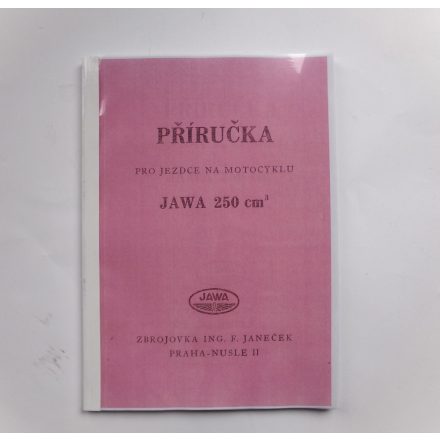 PŘÍRUČKA
PRO JEZDCE NA MOTOCYKLU
JAWA 250 cm³
JAWA
ZBROJOVKA ING. F. JANEČEK
PRAHA-NUSLE II